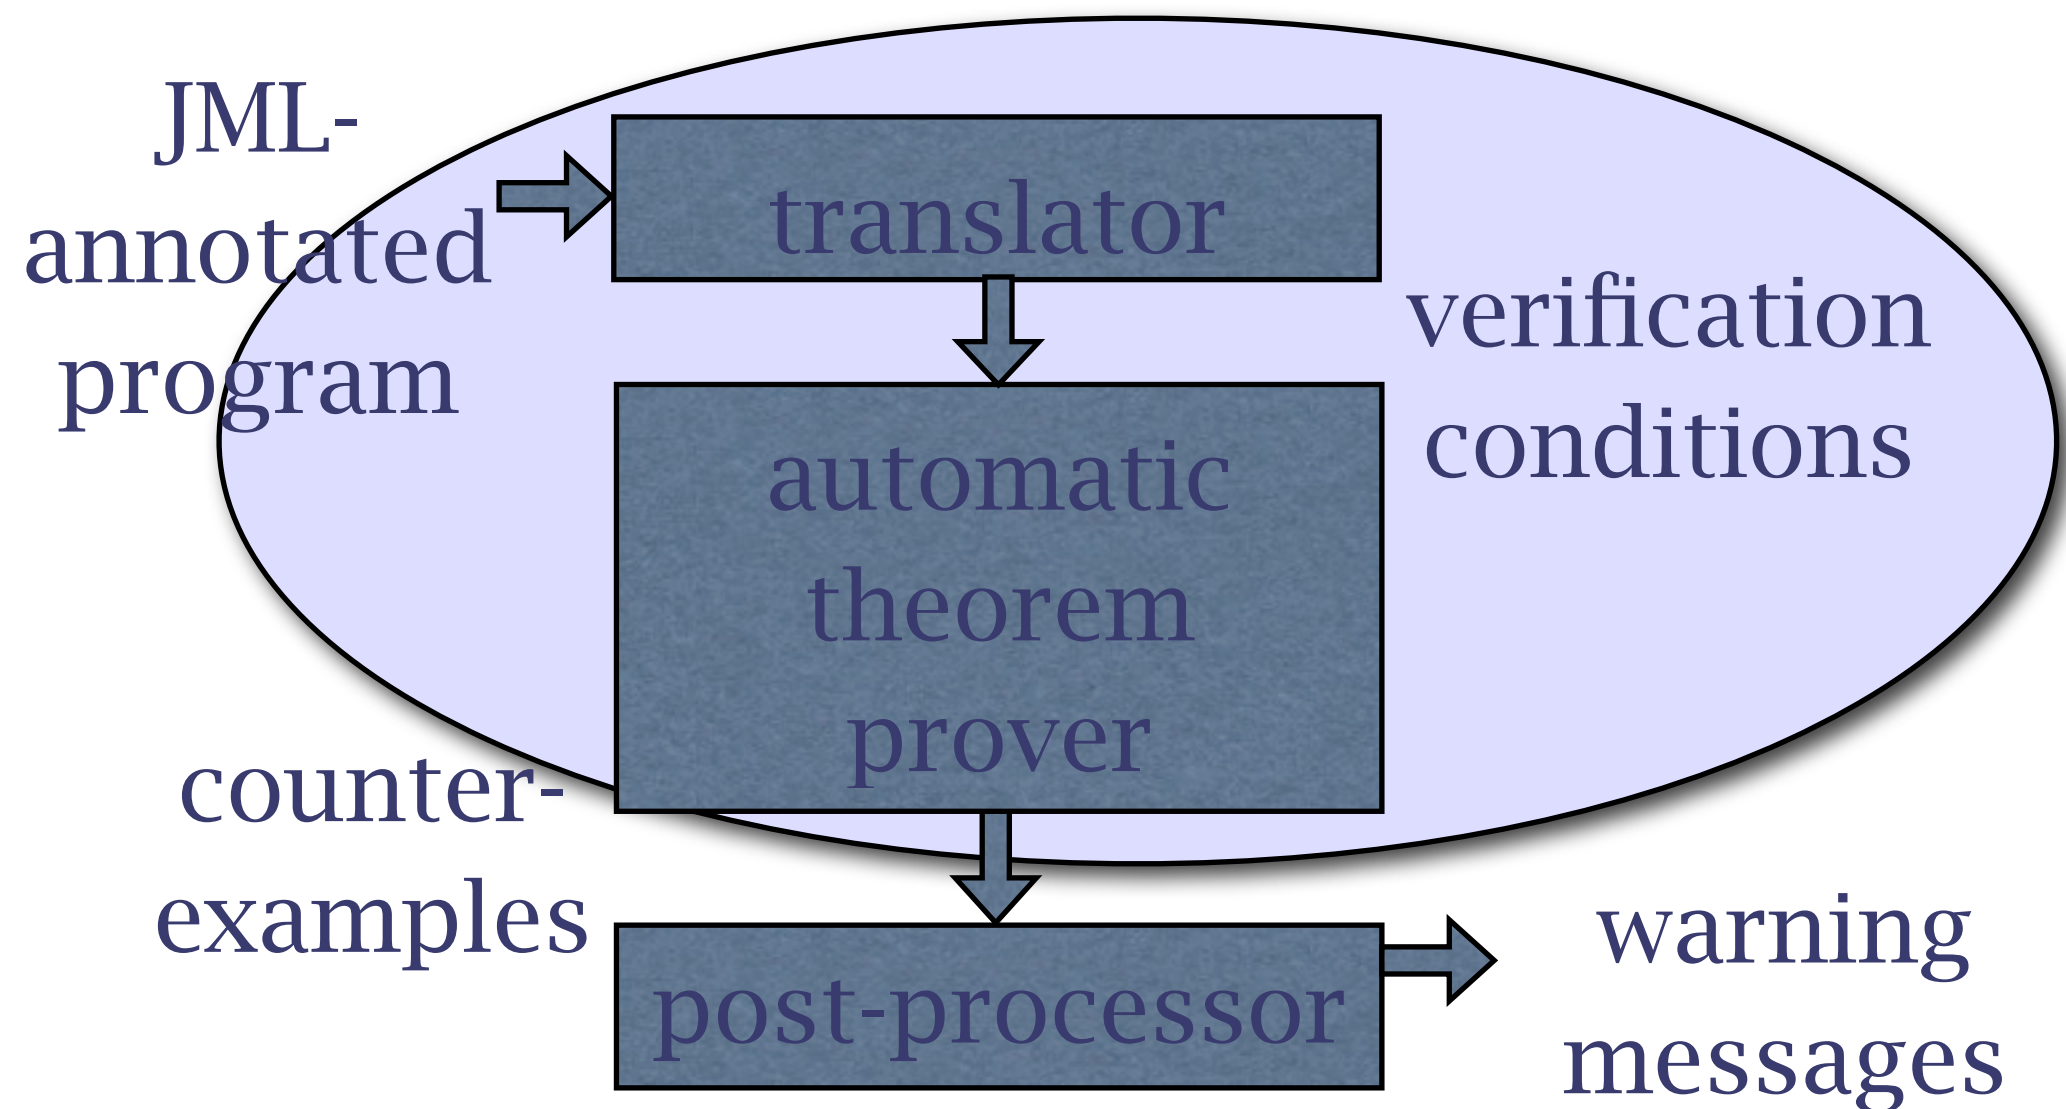 JML-
annotated
program
translator
verification
conditions
automatic
theorem
prover
counter-
examples
post-processor
warning
messages